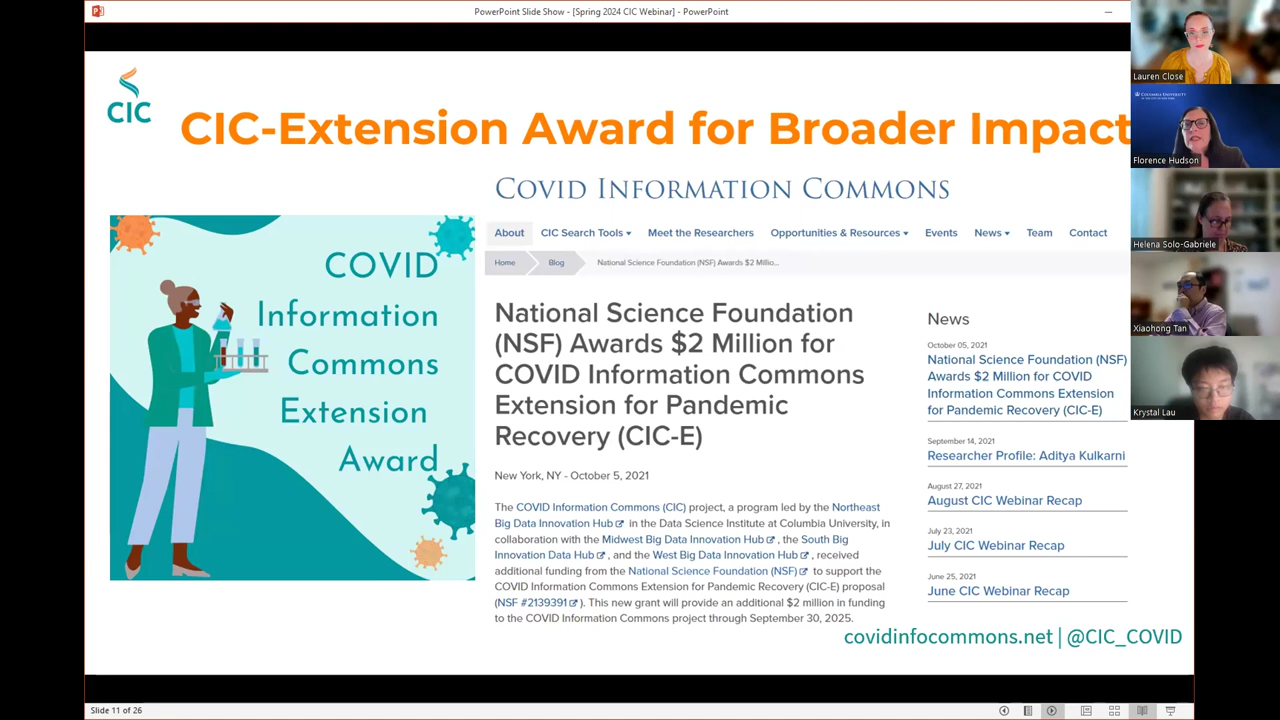 PowerPoint Slide Show - [Spring 2024 CIC Webinar] - PowerPoint
CIC
CIC-Extension Award for Broader Impact
COVID INFORMATION COMMONS
About CIC Search Tools Meet the Researchers Opportunities & Resources Events News Team Contact
Home Blog National Science Foundation (NSF) Awards $2 Millio...
COVID
Information
Commons
Extension
Award
National Science Foundation
(NSF) Awards $2 Million for
COVID Information Commons
Extension for Pandemic
Recovery (CIC-E)
New York, NY - October 5, 2021
The COVID Information Commons (CIC) project, a program led by the Northeast
Big Data Innovation Hub in the Data Science Institute at Columbia University, in
collaboration with the Midwest Big Data Innovation Hub, the South Big
Innovation Data Hub, and the West Big Data Innovation Hub, received
additional funding from the National Science Foundation (NSF) to support the
COVID Information Commons Extension for Pandemic Recovery (CIC-E) proposal
(NSF #2139391). This new grant will provide an additional $2 million in funding
to the COVID Information Commons project through September 30, 2025.
News
October 05, 2021
National Science Foundation (NSF)
Awards $2 Million for COVID
Information Commons Extension
for Pandemic Recovery (CIC-E)
September 14, 2021
Researcher Profile: Aditya Kulkarni
August 27, 2021
August CIC Webinar Recap
July 23, 2021
July CIC Webinar Recap
June 25, 2021
June CIC Webinar Recap
covidinfocommons.net | @CIC_COVID
Lauren Close
COLUMBIA UNIVERSITY
Florence Hudson
Helena Solo-Gabriele
Xiaohong Tan
Krystal Lau
Slide 11 of 26